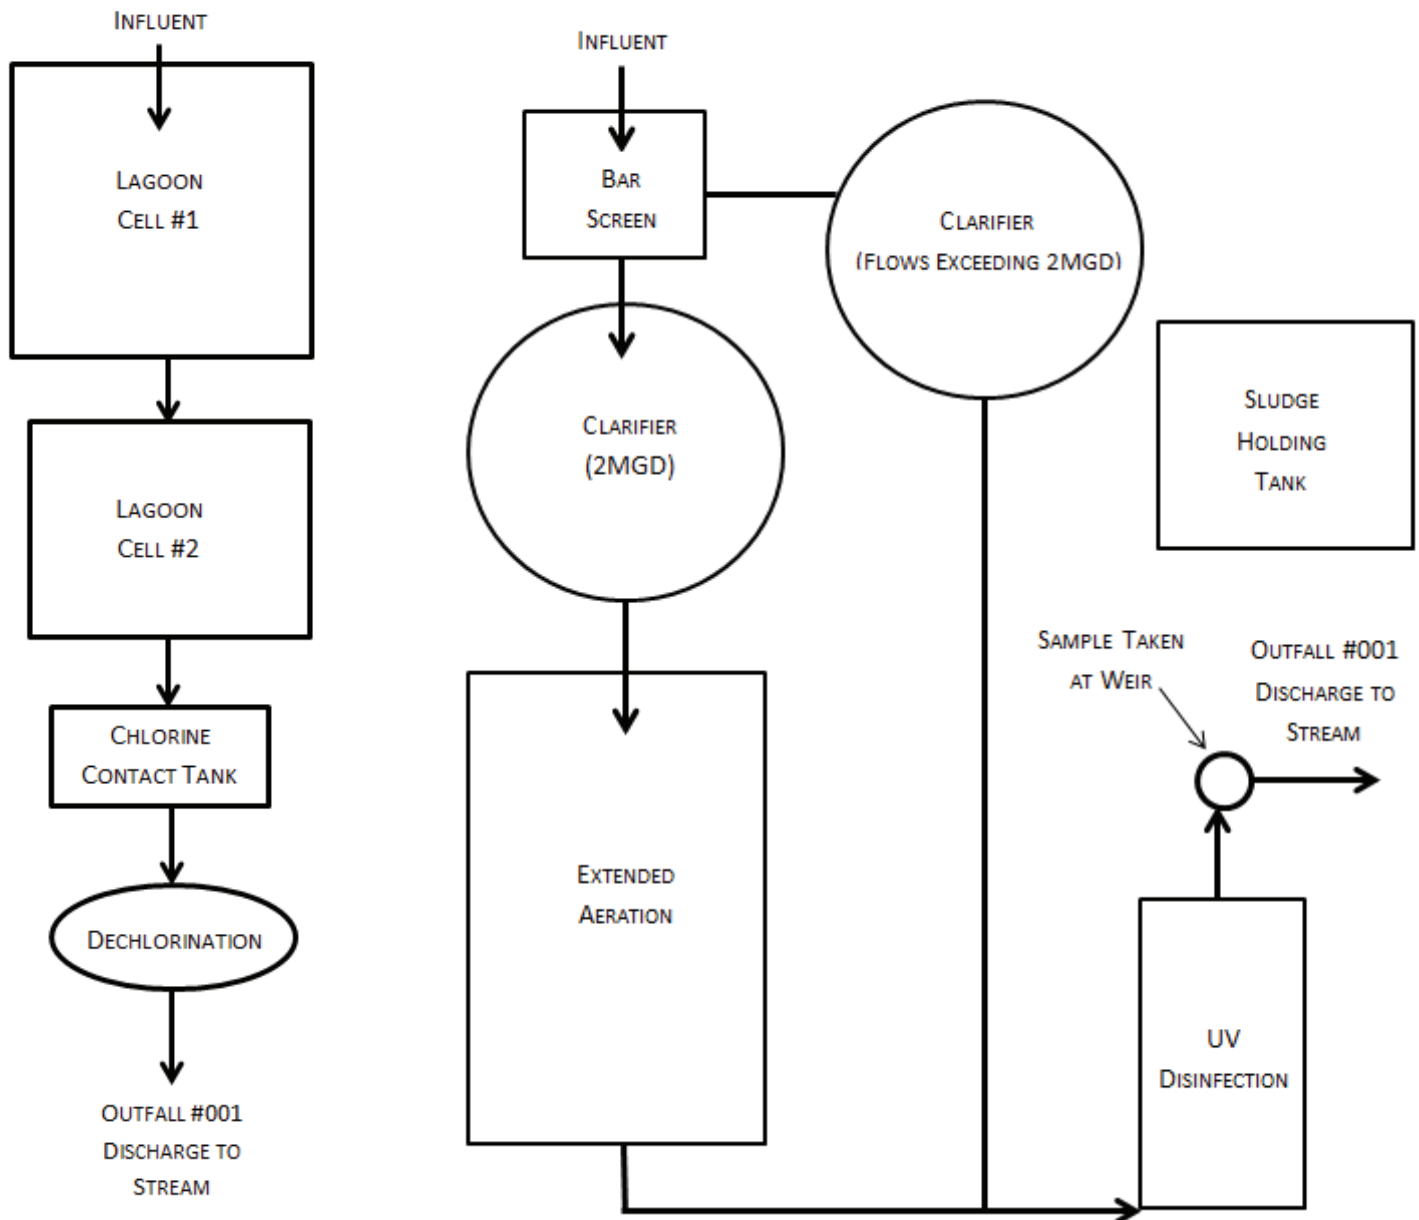 Influent
Lagoon
Cell #1
Lagoon
Cell #2
Chlorine
Contact Tank
Dechlorination
Outfall #001
Discharge to
Stream
Influent
Bar
Screen
Clarifier
(2MGD)
Extended
Aeration
Clarifier
(Flows Exceeding 2MGD)
Sludge
Holding
Tank
Sample Taken
at Weir
Outfall #001
Discharge to
Stream
UV
Disinfection